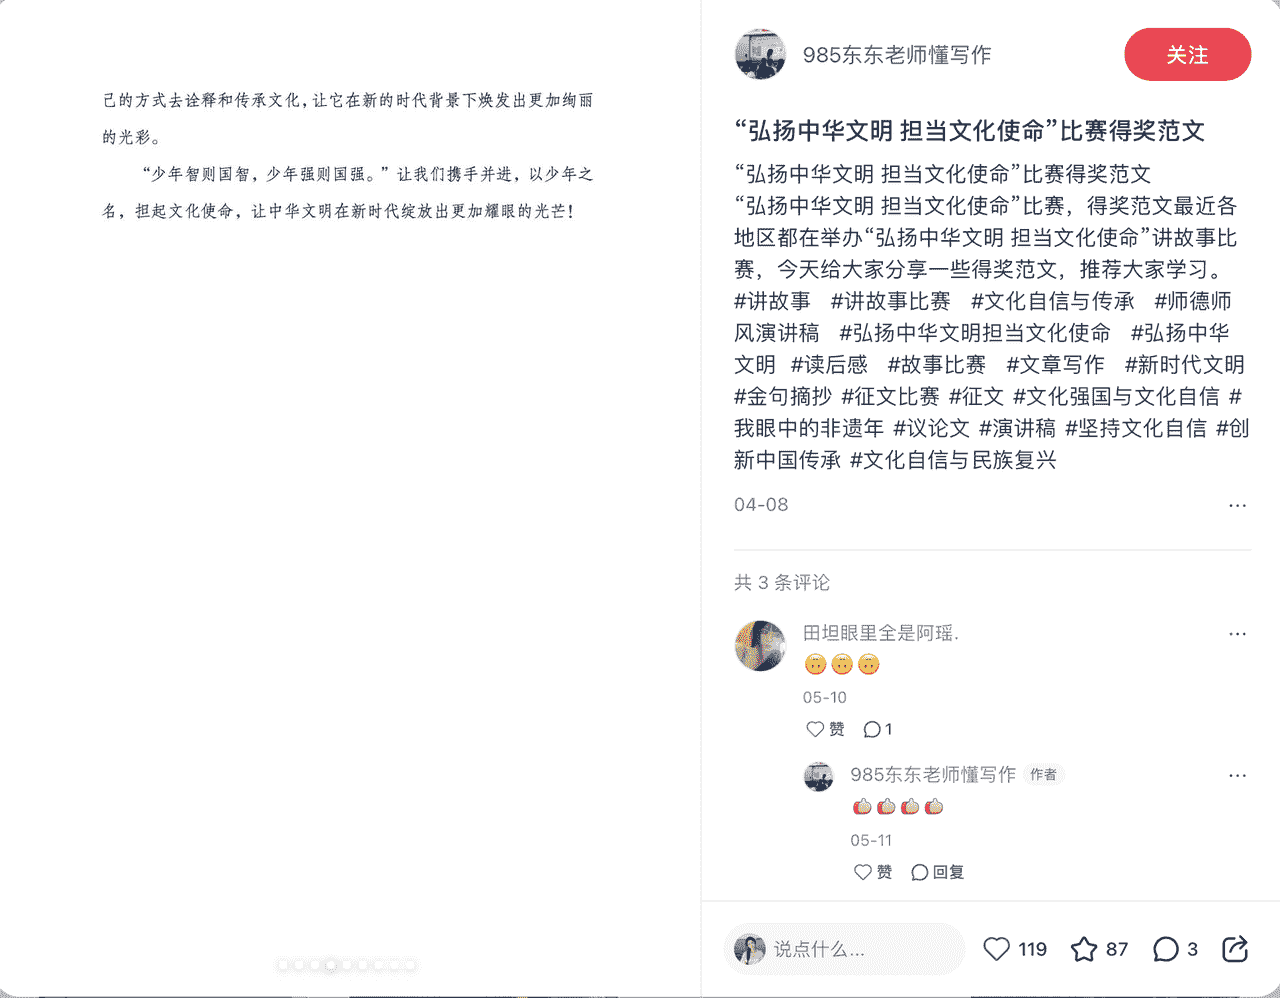 己的方式去诠释和传承文化，让它在新的时代背景下焕发出更加绚丽
的光彩。
“少年智则国智，少年强则国强。”让我们携手并进，以少年之
名，担起文化使命，让中华文明在新时代绽放出更加耀眼的光芒！
985东东老师懂写作
关注
“弘扬中华文明 担当文化使命”比赛得奖范文
“弘扬中华文明 担当文化使命”比赛得奖范文
“弘扬中华文明 担当文化使命”比赛，得奖范文最近各
地区都在举办“弘扬中华文明 担当文化使命”讲故事比
赛，今天给大家分享一些得奖范文，推荐大家学习。
#讲故事 #讲故事比赛 #文化自信与传承 #师德师
风演讲稿 #弘扬中华文明担当文化使命 #弘扬中华
文明 #读后感 #故事比赛 #文章写作 #新时代文明
#金句摘抄 #征文比赛 #征文 #文化强国与文化自信 #
我眼中的非遗年 #议论文 #演讲稿 #坚持文化自信 #创
新中国传承 #文化自信与民族复兴
04-08
共 3 条评论
田坦眼里全是阿瑶.
05-10
赞 1
985东东老师懂写作 作者
05-11
赞 回复
说点什么... 119 87 3